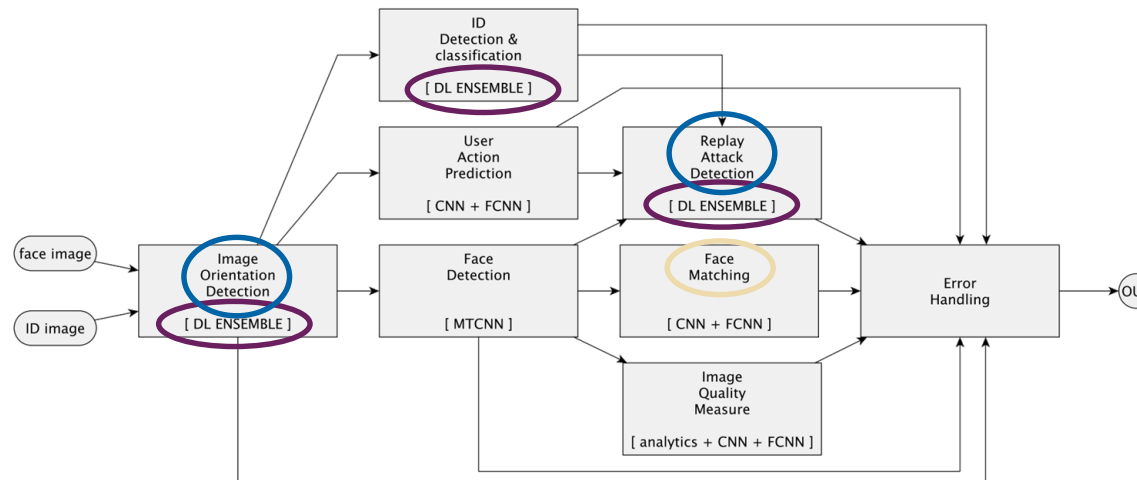 ID
Detection &
classification
[ DL ENSEMBLE ]
User
Action
Prediction
[ CNN + FCNN ]
Replay
Attack
Detection
[ DL ENSEMBLE ]
face image
ID image
Image
Orientation
Detection
[ DL ENSEMBLE ]
Face
Detection
[ MTCNN ]
Face
Matching
[ CNN + FCNN ]
Error
Handling
Image
Quality
Measure
[ analytics + CNN + FCNN ]